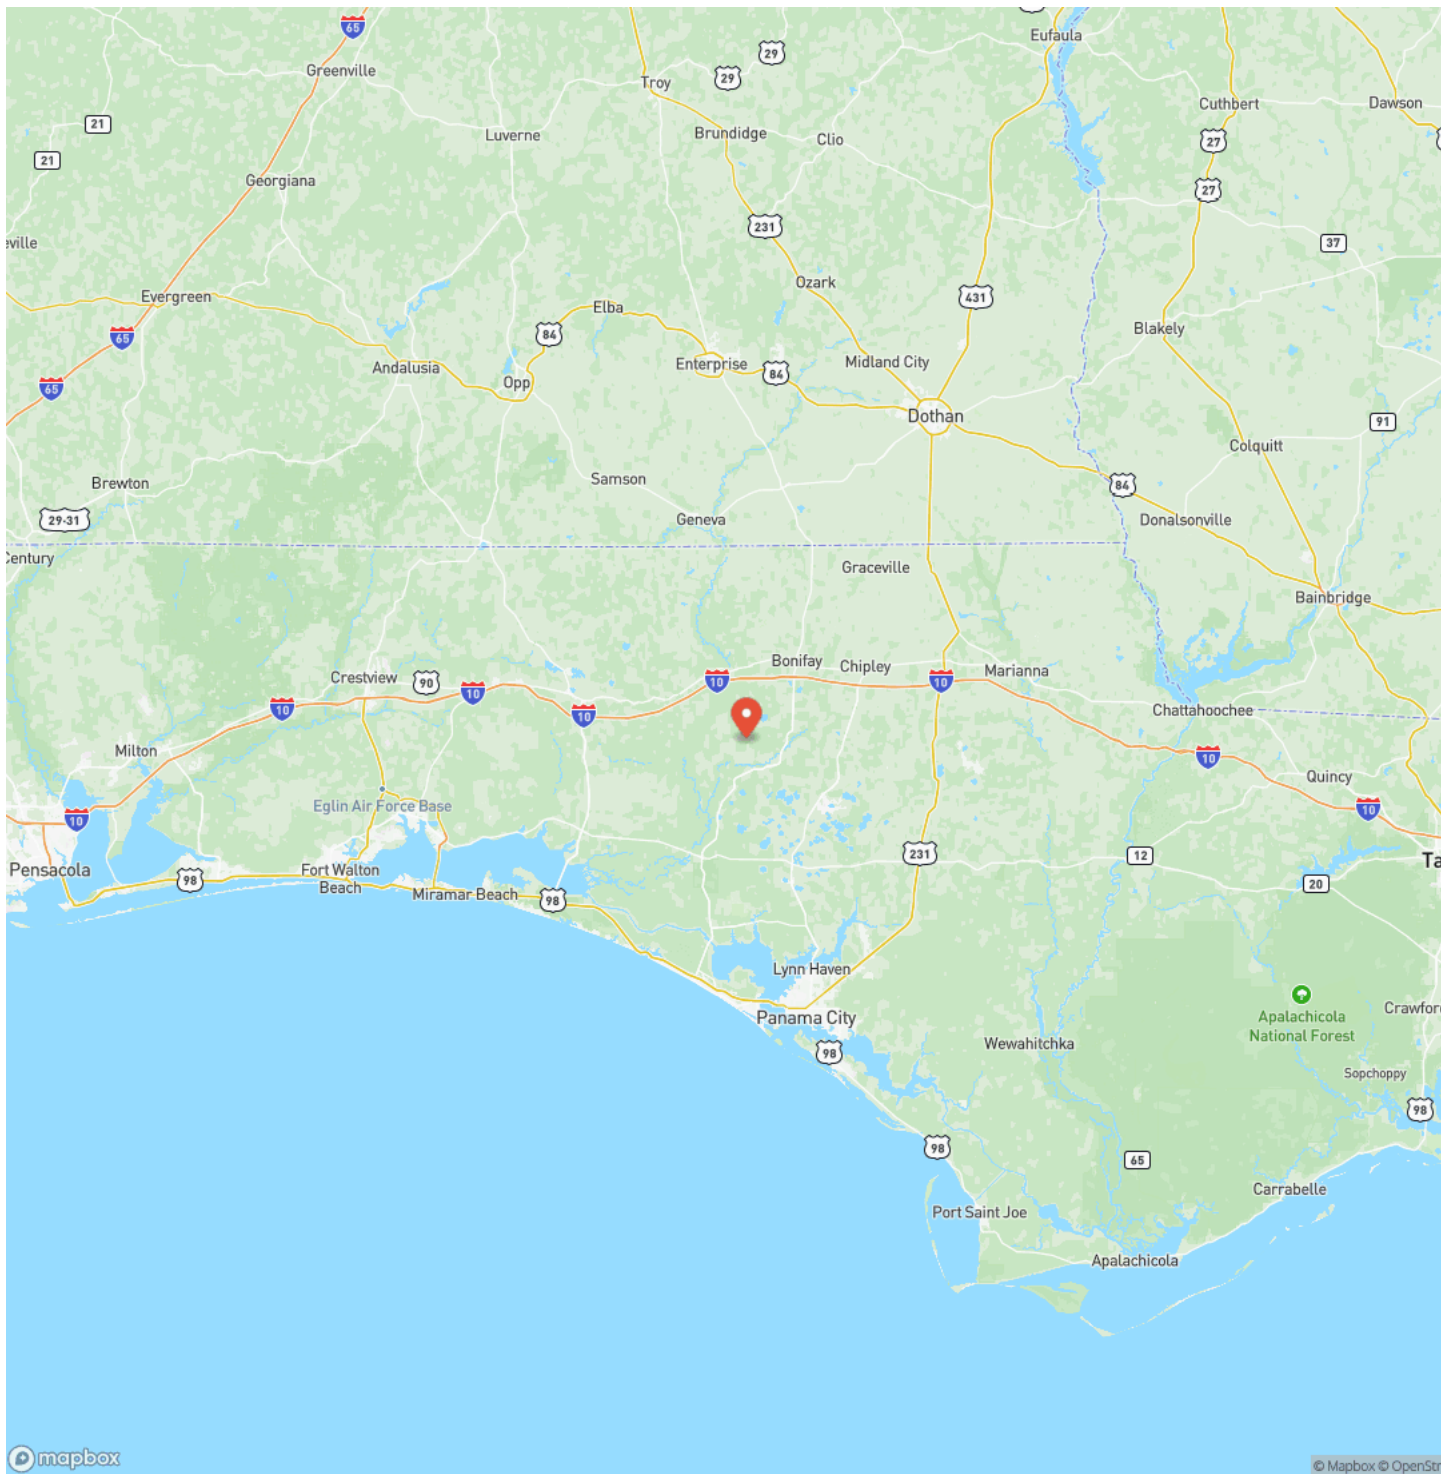 65
Eufaula
29
Greenville
29
Troy
Cuthbert
Dawson
21
Brundidge
Luverne
Clio
27
21
Georgiana
27
231
37
eville
Ozark
Evergreen
431
Elba
65
84
Blakely
Enterprise
Midland City
Andalusia
84
Opp
65
Dothan
91
Colquitt
Samson
Brewton
84
29-31
Geneva
Donalsonville
Century
Graceville
Bainbridge
Bonifay
Chipley
Marianna
Crestview
90
10
10
10
10
10
Chattahoochee
10
Milton
10
Quincy
Eglin Air Force Base
10
10
231
12
Ta
Pensacola
Fort Walton
Beach
98
20
Miramar Beach
98
Lynn Haven
Panama City
Apalachicola
National Forest
Crawfor
Wewahitchka
98
Sopchoppy
98
98
65
Carrabelle
Port Saint Joe
Apalachicola
mapbox
© Mapbox © OpenStr